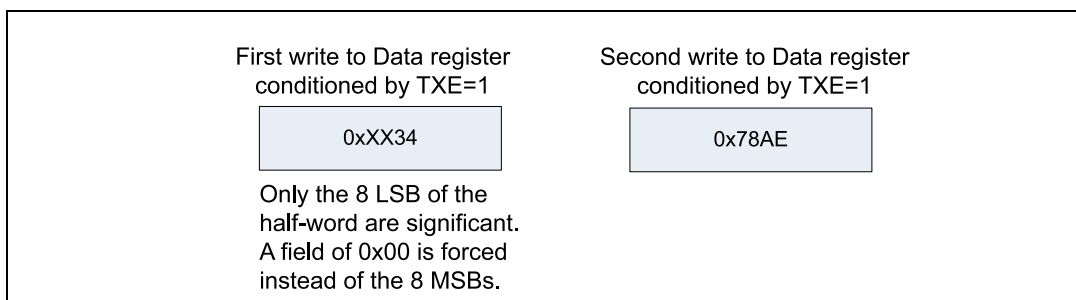 First write to Data register
conditioned by TXE=1
0xXX34
Only the 8 LSB of the
half-word are significant.
A field of 0x00 is forced
instead of the 8 MSBs.
Second write to Data register
conditioned by TXE=1
0x78AE